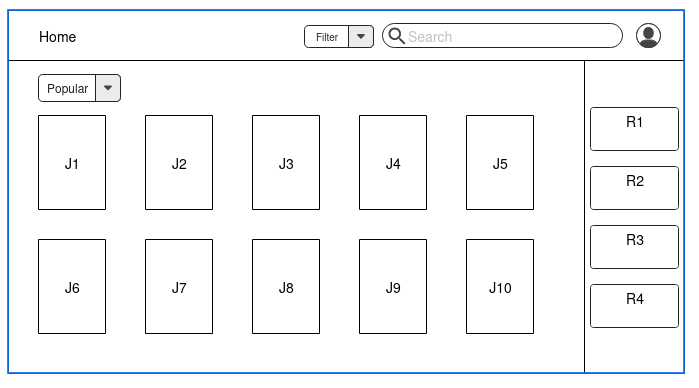 Home
Filter
Search
Popular
J1 J2 J3 J4 J5
J6 J7 J8 J9 J10
R1
R2
R3
R4